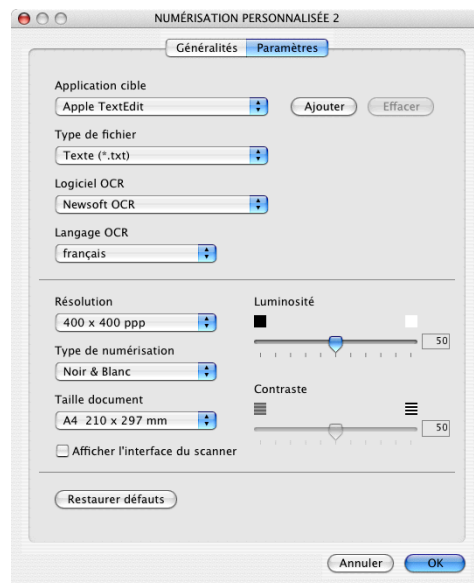 NUMÉRISATION PERSONNALISÉE 2
Généralités Paramètres
Application cible
Apple TextEdit Ajouter Effacer
Type de fichier
Texte (*.txt)
Logiciel OCR
Newsoft OCR
Langage OCR
français
Résolution
400 x 400 ppp
Type de numérisation
Noir & Blanc
Taille document
A4 210 x 297 mm
Afficher l'interface du scanner
Luminosité
50
Contraste
50
Restaurer défauts
Annuler OK